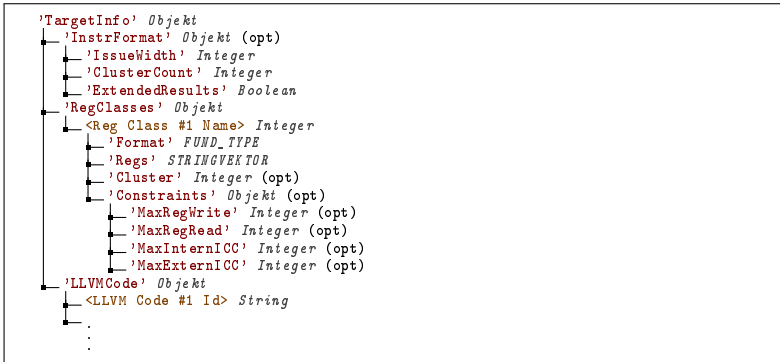 'TargetInfo' Objekt
'InstrFormat' Objekt (opt)
'IssueWidth' Integer
'ClusterCount' Integer
'ExtendedResults' Boolean
'RegClasses' Objekt
<Reg Class #1 Name> Integer
'Format' FUND_TYPE
'Regs' STRINGVEKTOR
'Cluster' Integer (opt)
'Constraints' Objekt (opt)
'MaxRegWrite' Integer (opt)
'MaxRegRead' Integer (opt)
'MaxInternICC' Integer (opt)
'MaxExternICC' Integer (opt)
'LLVMCode' Objekt
<LLVM Code #1 Id> String
.
.
.